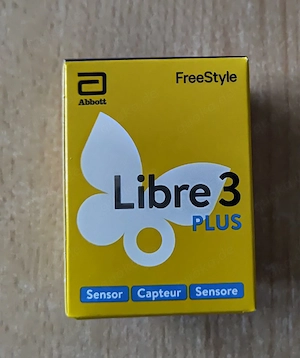 Abbott
FreeStyle
Libre 3
PLUS
Sensor Capteur Sensore